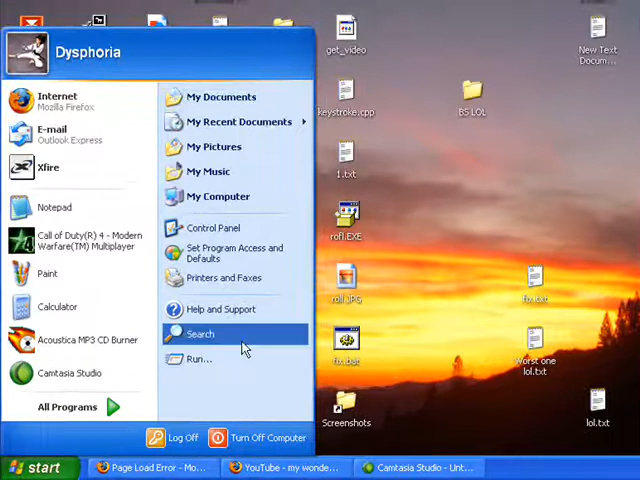 Dysphoria
Internet
Mozilla Firefox
E-mail
Outlook Express
Xfire
Notepad
Call of Duty(R) 4 - Modern
Warfare(TM) Multiplayer
Paint
Calculator
Acoustica MP3 CD Burner
Camtasia Studio
All Programs
My Documents
My Recent Documents
My Pictures
My Music
My Computer
Control Panel
Set Program Access and
Defaults
Printers and Faxes
Help and Support
Search
Run...
Log Off
Turn Off Computer
get_video
keystroke.cpp
1.txt
rofl.EXE
fix.bat
Screenshots
BS LOL
Worst one
lol.txt
New Text
Docum...
lol.txt
start
Page Load Error - Mo...
YouTube - my wonde...
Camtasia Studio - Unt...